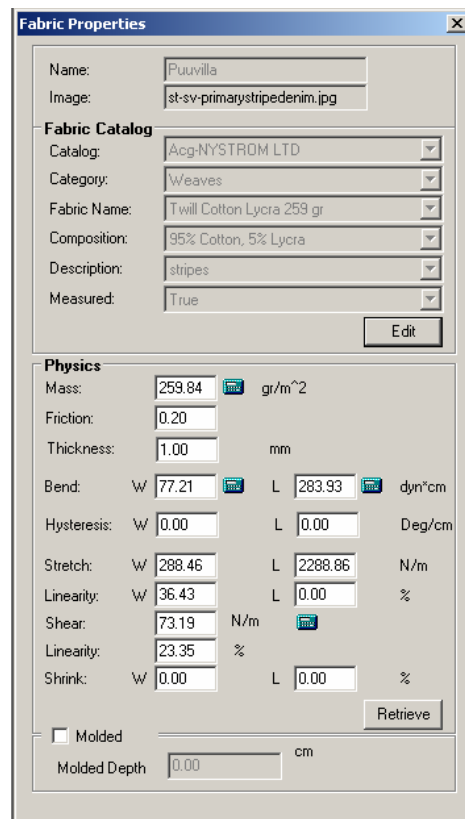 Fabric Properties
Name: Puuvilla
Image: st-sv-primarystripedenim.jpg
Fabric Catalog
Catalog: Acg-NYSTROM LTD
Category: Weaves
Fabric Name: Twill Cotton Lycra 259 gr
Composition: 95% Cotton, 5% Lycra
Description: stripes
Measured: True
Edit
Physics
Mass: 259.84 gr/m^2
Friction: 0.20
Thickness: 1.00 mm
Bend: W 77.21 L 283.93 dyn*cm
Hysteresis: W 0.00 L 0.00 Deg/cm
Stretch: W 288.46 L 2288.86 N/m
Linearity: W 36.43 L 0.00 %
Shear: 73.19 N/m
Linearity: 23.35 %
Shrink: W 0.00 L 0.00 %
Retrieve
Molded
Molded Depth 0.00 cm